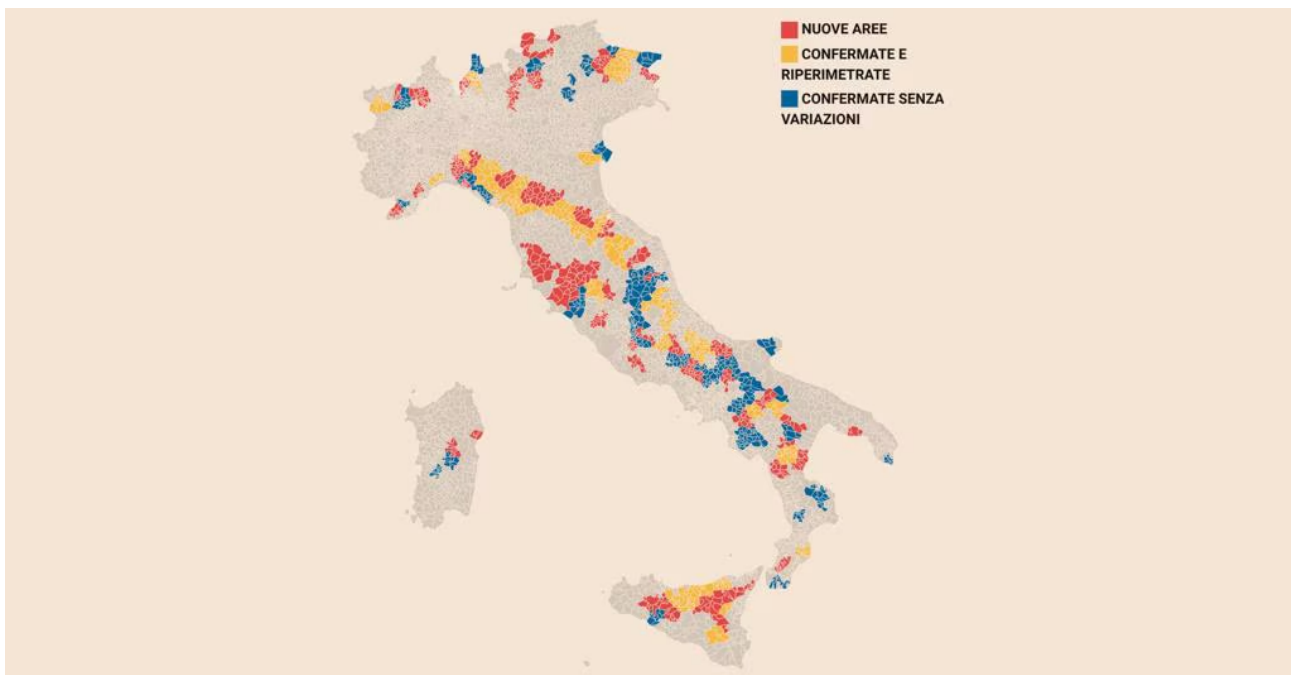 NUOVE AREE
CONFERMATE E
RIPERIMETRATE
CONFERMATE SENZA
VARIAZIONI